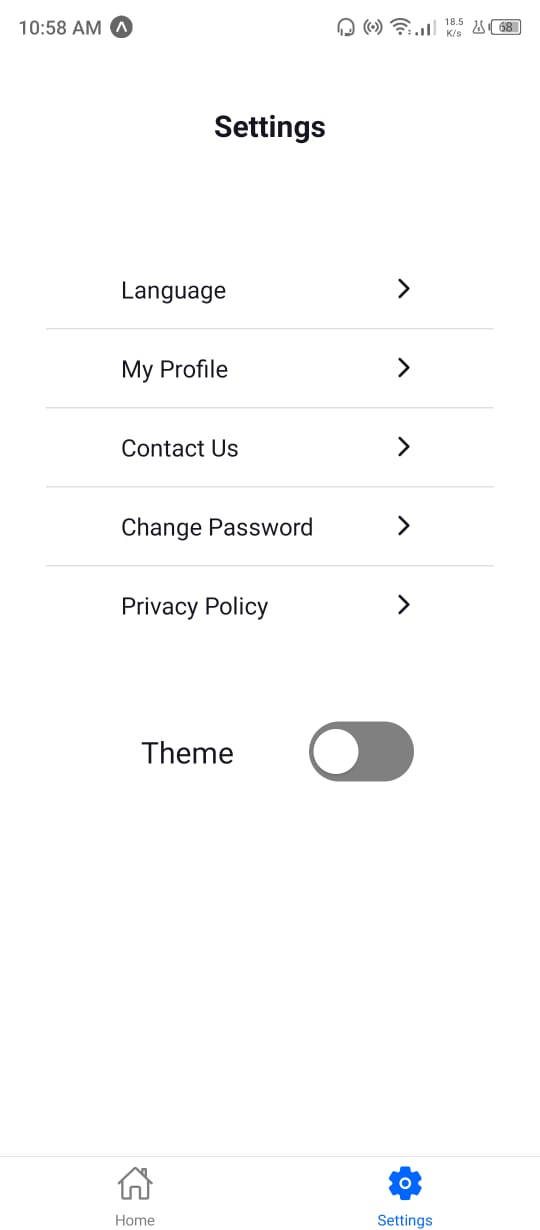 10:58 AM
18.5
K/s
68
Settings
Language
My Profile
Contact Us
Change Password
Privacy Policy
Theme
Home
Settings